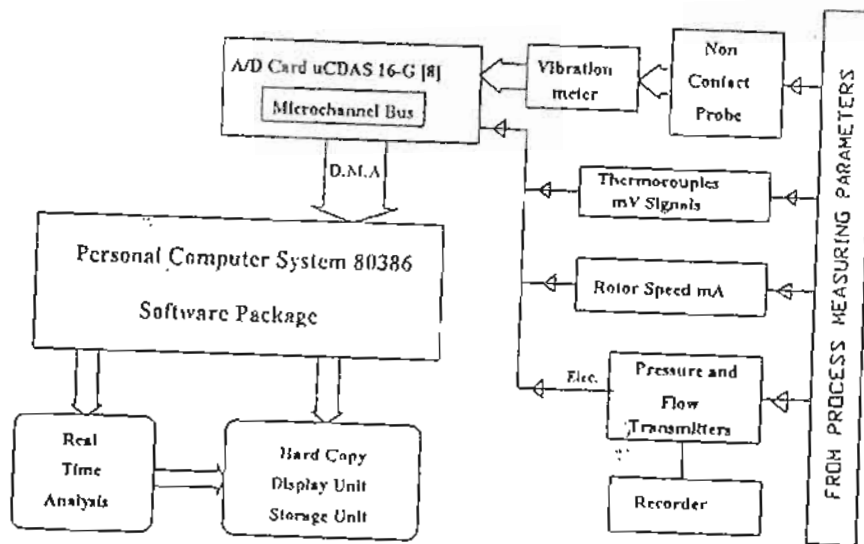 A/D Card uCDAS 16-G [8]
Microchannel Bus
Vibration
meter
Non
Contact
Probe
D.M.A
Thermocouples
mV Signals
Personal Computer System 80386
Software Package
Rotor Speed mA
Elec.
Pressure and
Flow
Transmitters
Recorder
Real
Time
Analysis
Hard Copy
Display Unit
Storage Unit
FROM PROCESS MEASURING PARAMETERS